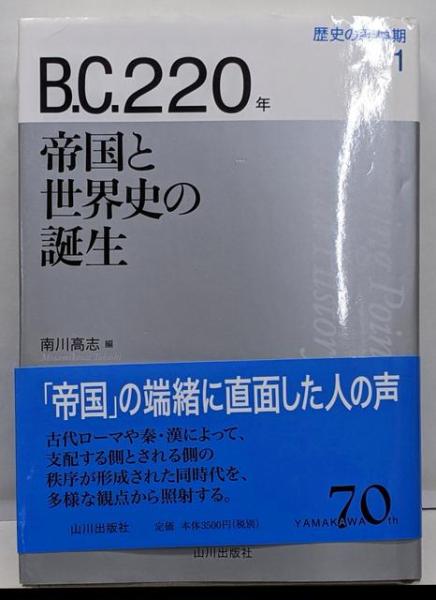 歴史の転換期
1
B.C.220年
帝国と
世界史の
誕生
南川高志 編
Minamikawa Takashi
「帝国」の端緒に直面した人の声
古代ローマや秦・漢によって、
支配する側とされる側の
秩序が形成された同時代を、
多様な観点から照射する。
70th
YAMAKAWA
山川出版社 定価 本体3500円(税別)
山川出版社